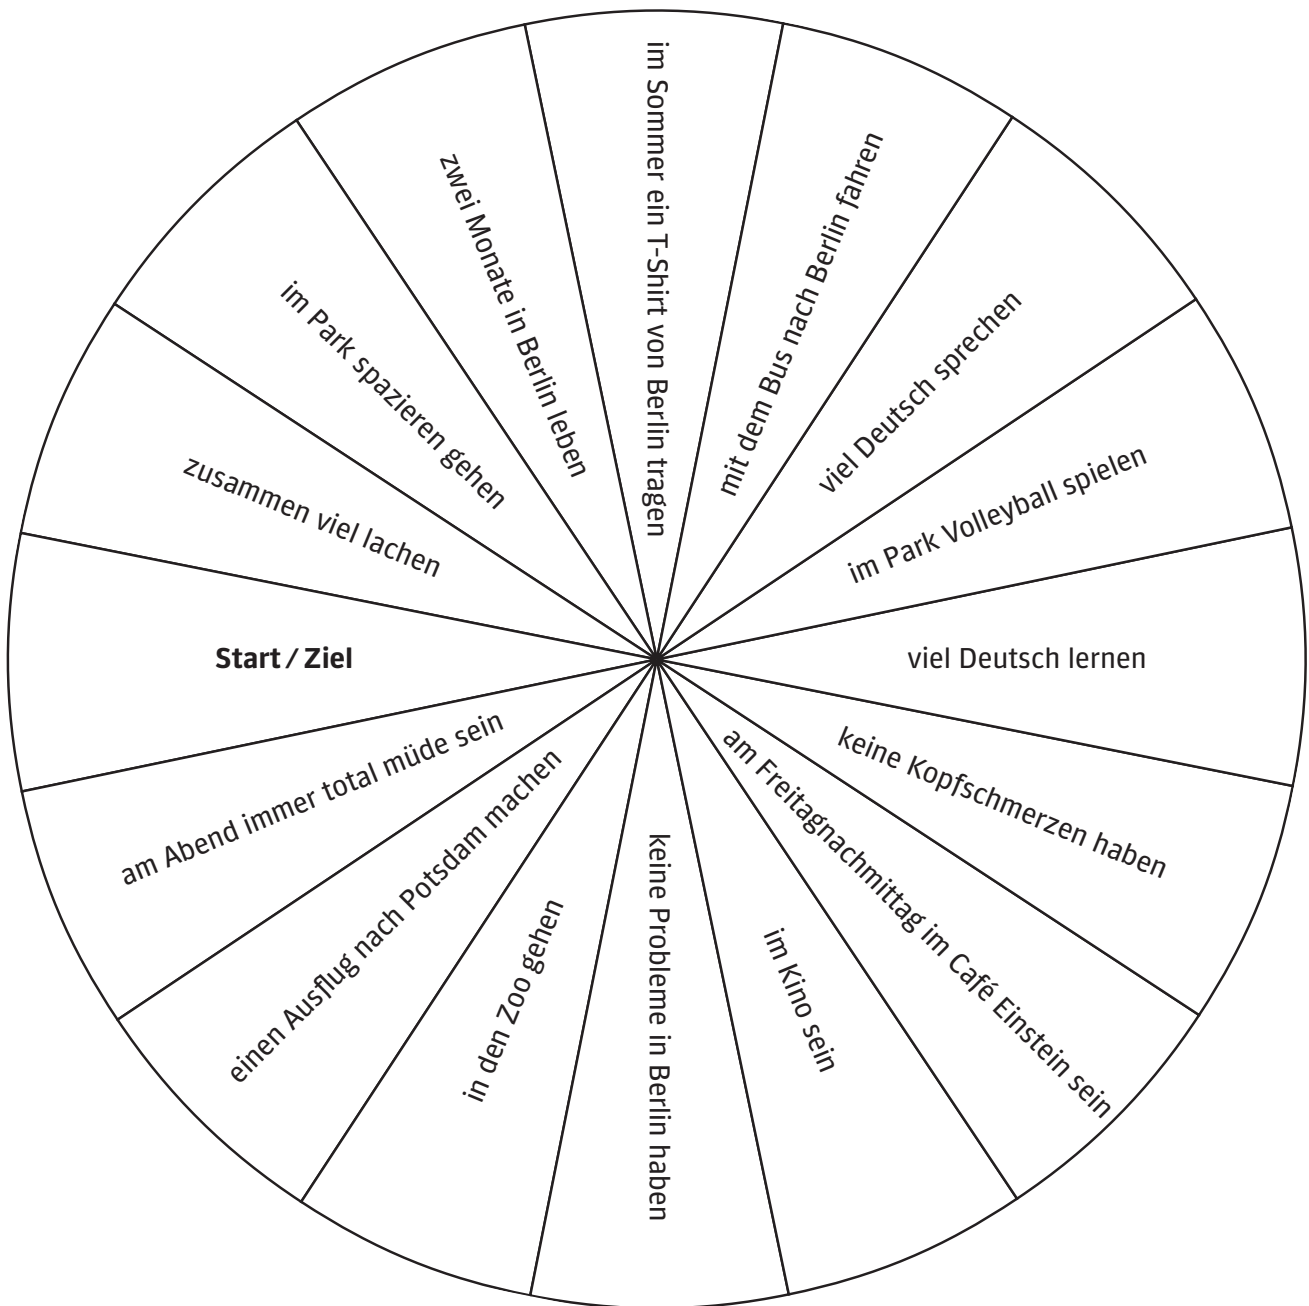 Start / Ziel
zusammen viel lachen
im Park spazieren gehen
zwei Monate in Berlin leben
im Sommer ein T-Shirt von Berlin tragen
mit dem Bus nach Berlin fahren
viel Deutsch sprechen
im Park Volleyball spielen
viel Deutsch lernen
keine Kopfschmerzen haben
am Freitagnachmittag im Café Einstein sein
im Kino sein
keine Probleme in Berlin haben
in den Zoo gehen
einen Ausflug nach Potsdam machen
am Abend immer total müde sein